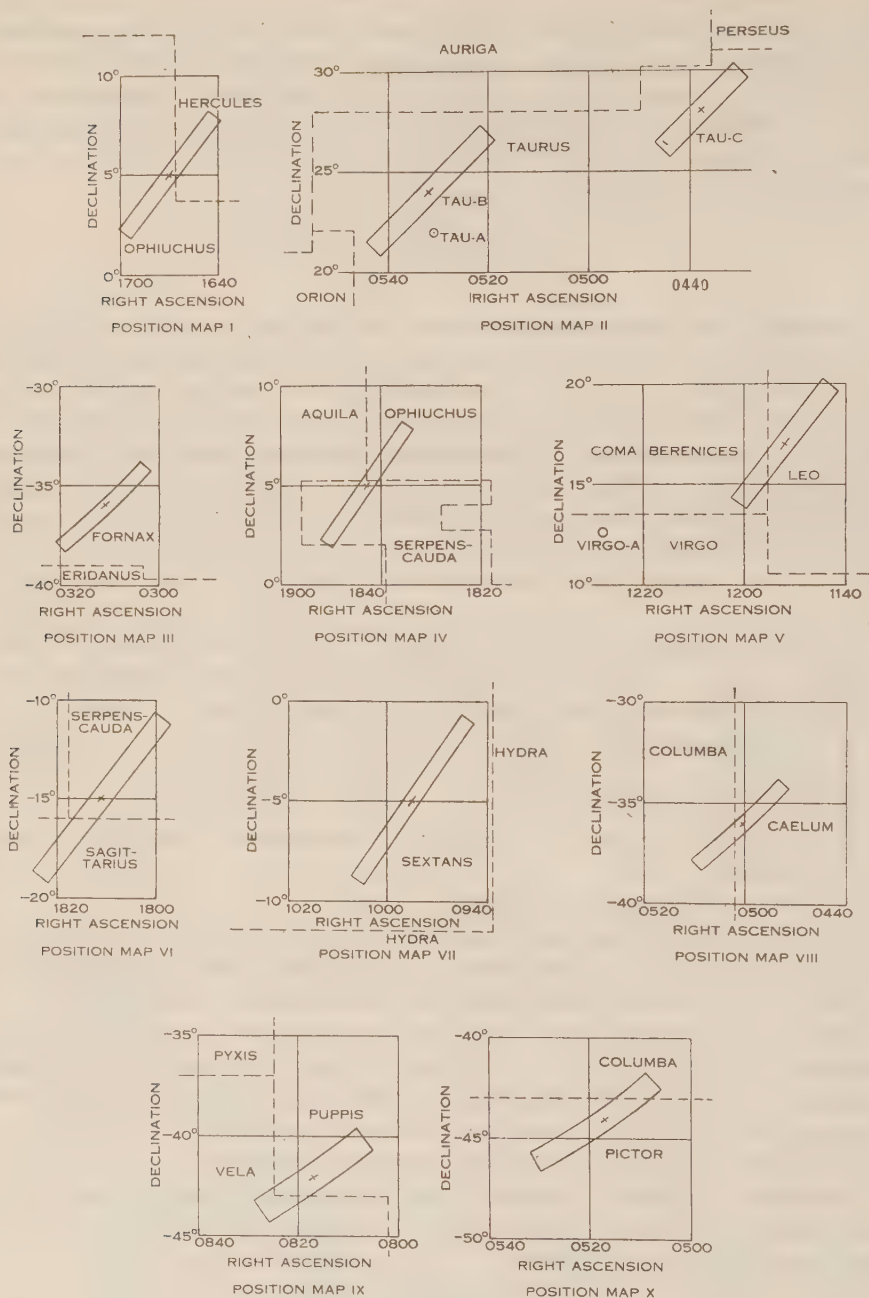 PERSEUS
AURIGA
10°
30°
HERCULES
TAURUS
TAU-C
DECLINATION
5°
DECLINATION
25°
TAU-B
TAU-A
OPHIUCHUS
0°
20°
1700
1640
ORION
0540
0520
0500
0440
RIGHT ASCENSION
RIGHT ASCENSION
POSITION MAP I
POSITION MAP II
-30°
10°
20°
AQUILA
OPHIUCHUS
COMA
BERENICES
DECLINATION
-35°
DECLINATION
5°
DECLINATION
15°
LEO
FORNAX
SERPENS-
CAUDA
VIRGO-A
VIRGO
ERIDANUS
-40°
0°
10°
0320
0300
1900
1840
1820
1220
1200
1140
RIGHT ASCENSION
RIGHT ASCENSION
RIGHT ASCENSION
POSITION MAP III
POSITION MAP IV
POSITION MAP V
-10°
0°
-30°
SERPENS-
CAUDA
HYDRA
COLUMBA
DECLINATION
-15°
DECLINATION
-5°
DECLINATION
-35°
CAELUM
SAGIT-
TARIUS
SEXTANS
-20°
-10°
-40°
1820
1800
1020
1000
0940
0520
0500
0440
RIGHT ASCENSION
RIGHT ASCENSION
RIGHT ASCENSION
HYDRA
POSITION MAP VI
POSITION MAP VII
POSITION MAP VIII
-35°
-40°
PYXIS
COLUMBA
PUPPIS
DECLINATION
-40°
DECLINATION
-45°
VELA
PICTOR
-45°
-50°
0840
0820
0800
0540
0520
0500
RIGHT ASCENSION
RIGHT ASCENSION
POSITION MAP IX
POSITION MAP X